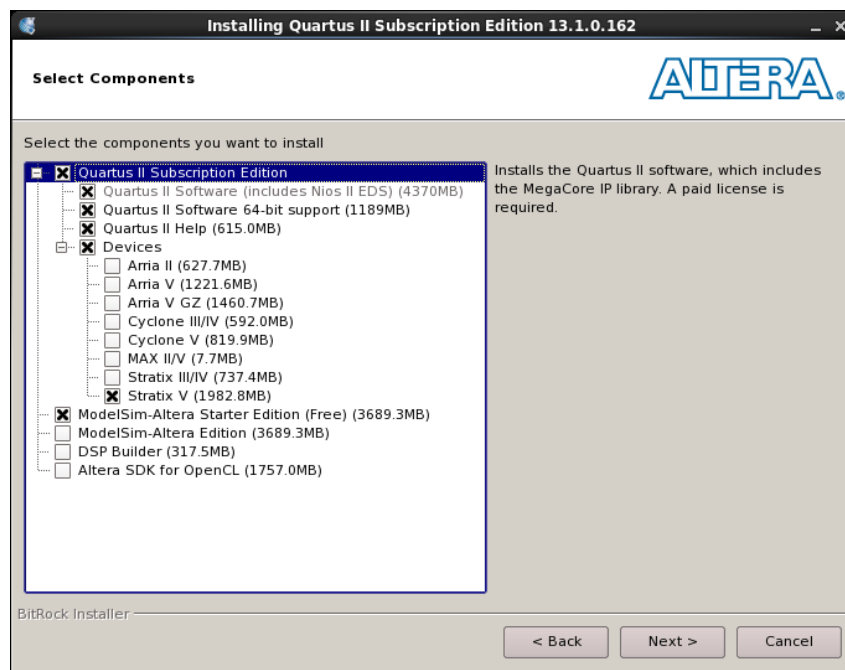 Installing Quartus II Subscription Edition 13.1.0.162
Select Components
ALTERA
®
Select the components you want to install
Quartus II Subscription Edition
Quartus II Software (includes Nios II EDS) (4370MB)
Quartus II Software 64-bit support (1189MB)
Quartus II Help (615.0MB)
Devices
Arria II (627.7MB)
Arria V (1221.6MB)
Arria V GZ (1460.7MB)
Cyclone III/IV (592.0MB)
Cyclone V (819.9MB)
MAX II/V (7.7MB)
Stratix III/IV (737.4MB)
Stratix V (1982.8MB)
ModelSim-Altera Starter Edition (Free) (3689.3MB)
ModelSim-Altera Edition (3689.3MB)
DSP Builder (317.5MB)
Altera SDK for OpenCL (1757.0MB)
Installs the Quartus II software, which includes
the MegaCore IP library. A paid license is
required.
BitRock Installer
< Back
Next >
Cancel